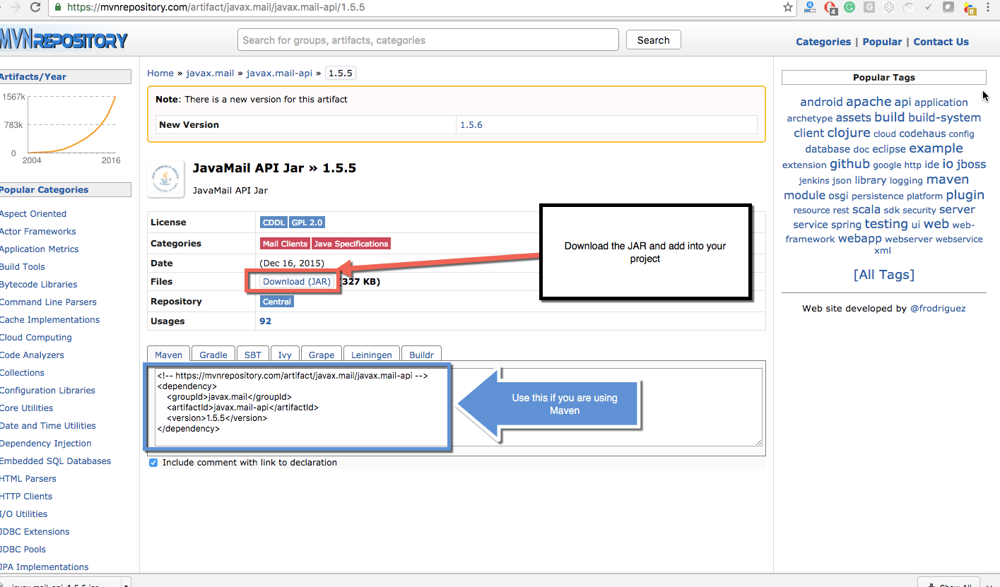 https://mvnrepository.com/artifact/javax.mail/javax.mail-api/1.5.5
MVNREPOSITORY
Search for groups, artifacts, categories
Search
Categories | Popular | Contact Us
Artifacts/Year
1567k
783k
0
2004 2016
Popular Categories
Aspect Oriented
Actor Frameworks
Application Metrics
Build Tools
Bytecode Libraries
Command Line Parsers
Cache Implementations
Cloud Computing
Code Analyzers
Collections
Configuration Libraries
Core Utilities
Date and Time Utilities
Dependency Injection
Embedded SQL Databases
HTML Parsers
HTTP Clients
I/O Utilities
JDBC Extensions
JDBC Pools
JPA Implementations
Home » javax.mail » javax.mail-api » 1.5.5
Note: There is a new version for this artifact
New Version 1.5.6
JavaMail API Jar » 1.5.5
JavaMail API Jar
License CDDL GPL 2.0
Categories Mail Clients Java Specifications
Date (Dec 16, 2015)
Files Download (JAR) (327 KB)
Repository Central
Usages 92
Download the JAR and add into your
project
Maven Gradle SBT Ivy Grape Leiningen Buildr
<!-- https://mvnrepository.com/artifact/javax.mail/javax.mail-api -->
<dependency>
<groupId>javax.mail</groupId>
<artifactId>javax.mail-api</artifactId>
<version>1.5.5</version>
</dependency>
Use this if you are using
Maven
Include comment with link to declaration
Popular Tags
android apache api application
archetype assets build build-system
client clojure cloud codehaus config
database doc eclipse example
extension github google http ide io jboss
jenkins json library logging maven
module osgi persistence platform plugin
resource rest scala sdk security server
service spring testing ui web web-
framework webapp webserver webservice
xml
[All Tags]
Web site developed by @frodriguez
javax.mail-api-1.5.5.jar
Show All